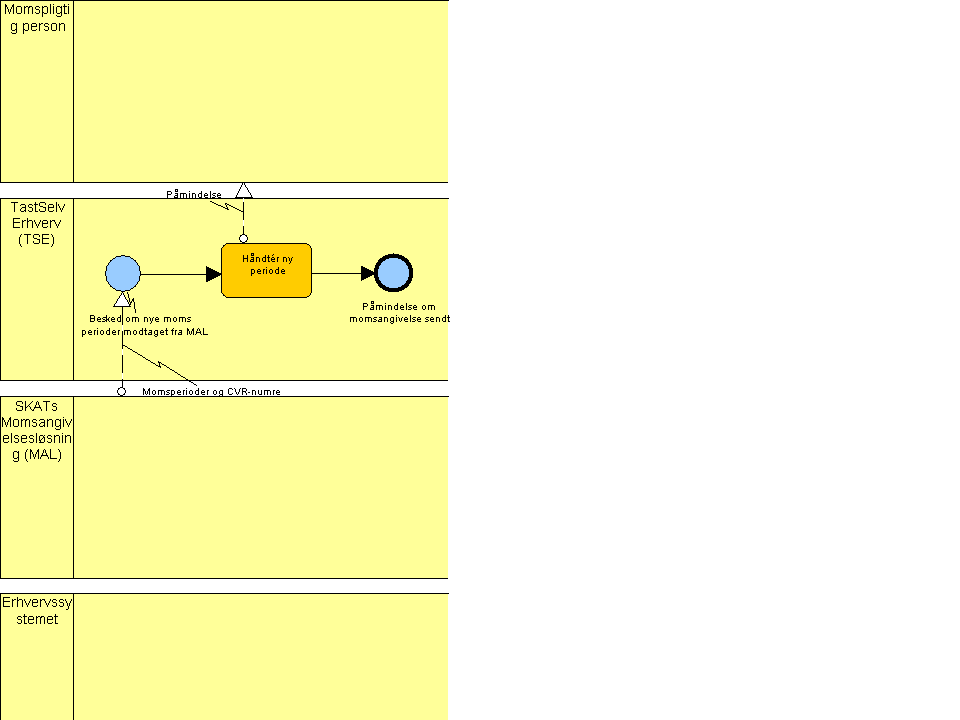 Momspligti
g person
Påmindelse
TastSelv
Erhverv
(TSE)
Håndtér ny
periode
Besked om nye moms
perioder modtaget fra MAL
Påmindelse om
momsangivelse sendt
Momsperioder og CVR-numre
SKATs
Momsangiv
elsesløsnin
g (MAL)
Erhvervssy
stemet